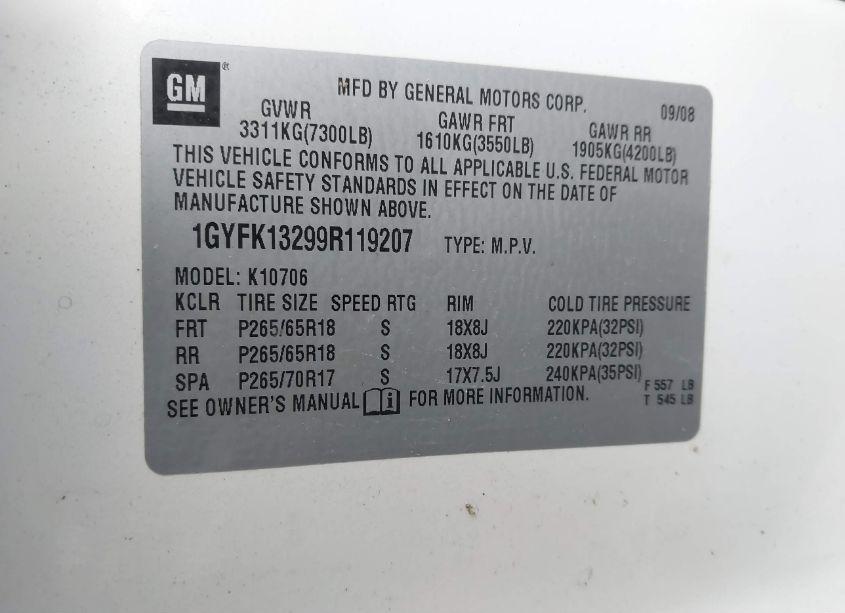 GM®
MFD BY GENERAL MOTORS CORP. 09/08
GVWR GAWR FRT GAWR RR
3311KG(7300LB) 1610KG(3550LB) 1905KG(4200LB)
THIS VEHICLE CONFORMS TO ALL APPLICABLE U.S. FEDERAL MOTOR
VEHICLE SAFETY STANDARDS IN EFFECT ON THE DATE OF
MANUFACTURE SHOWN ABOVE.
1GYFK13299R119207 TYPE: M.P.V.
MODEL: K10706
KCLR TIRE SIZE SPEED RTG RIM COLD TIRE PRESSURE
FRT P265/65R18 S 18X8J 220KPA(32PSI)
RR P265/65R18 S 18X8J 220KPA(32PSI)
SPA P265/70R17 S 17X7.5J 240KPA(35PSI) F 557 LB
SEE OWNER'S MANUAL i FOR MORE INFORMATION. T 545 LB